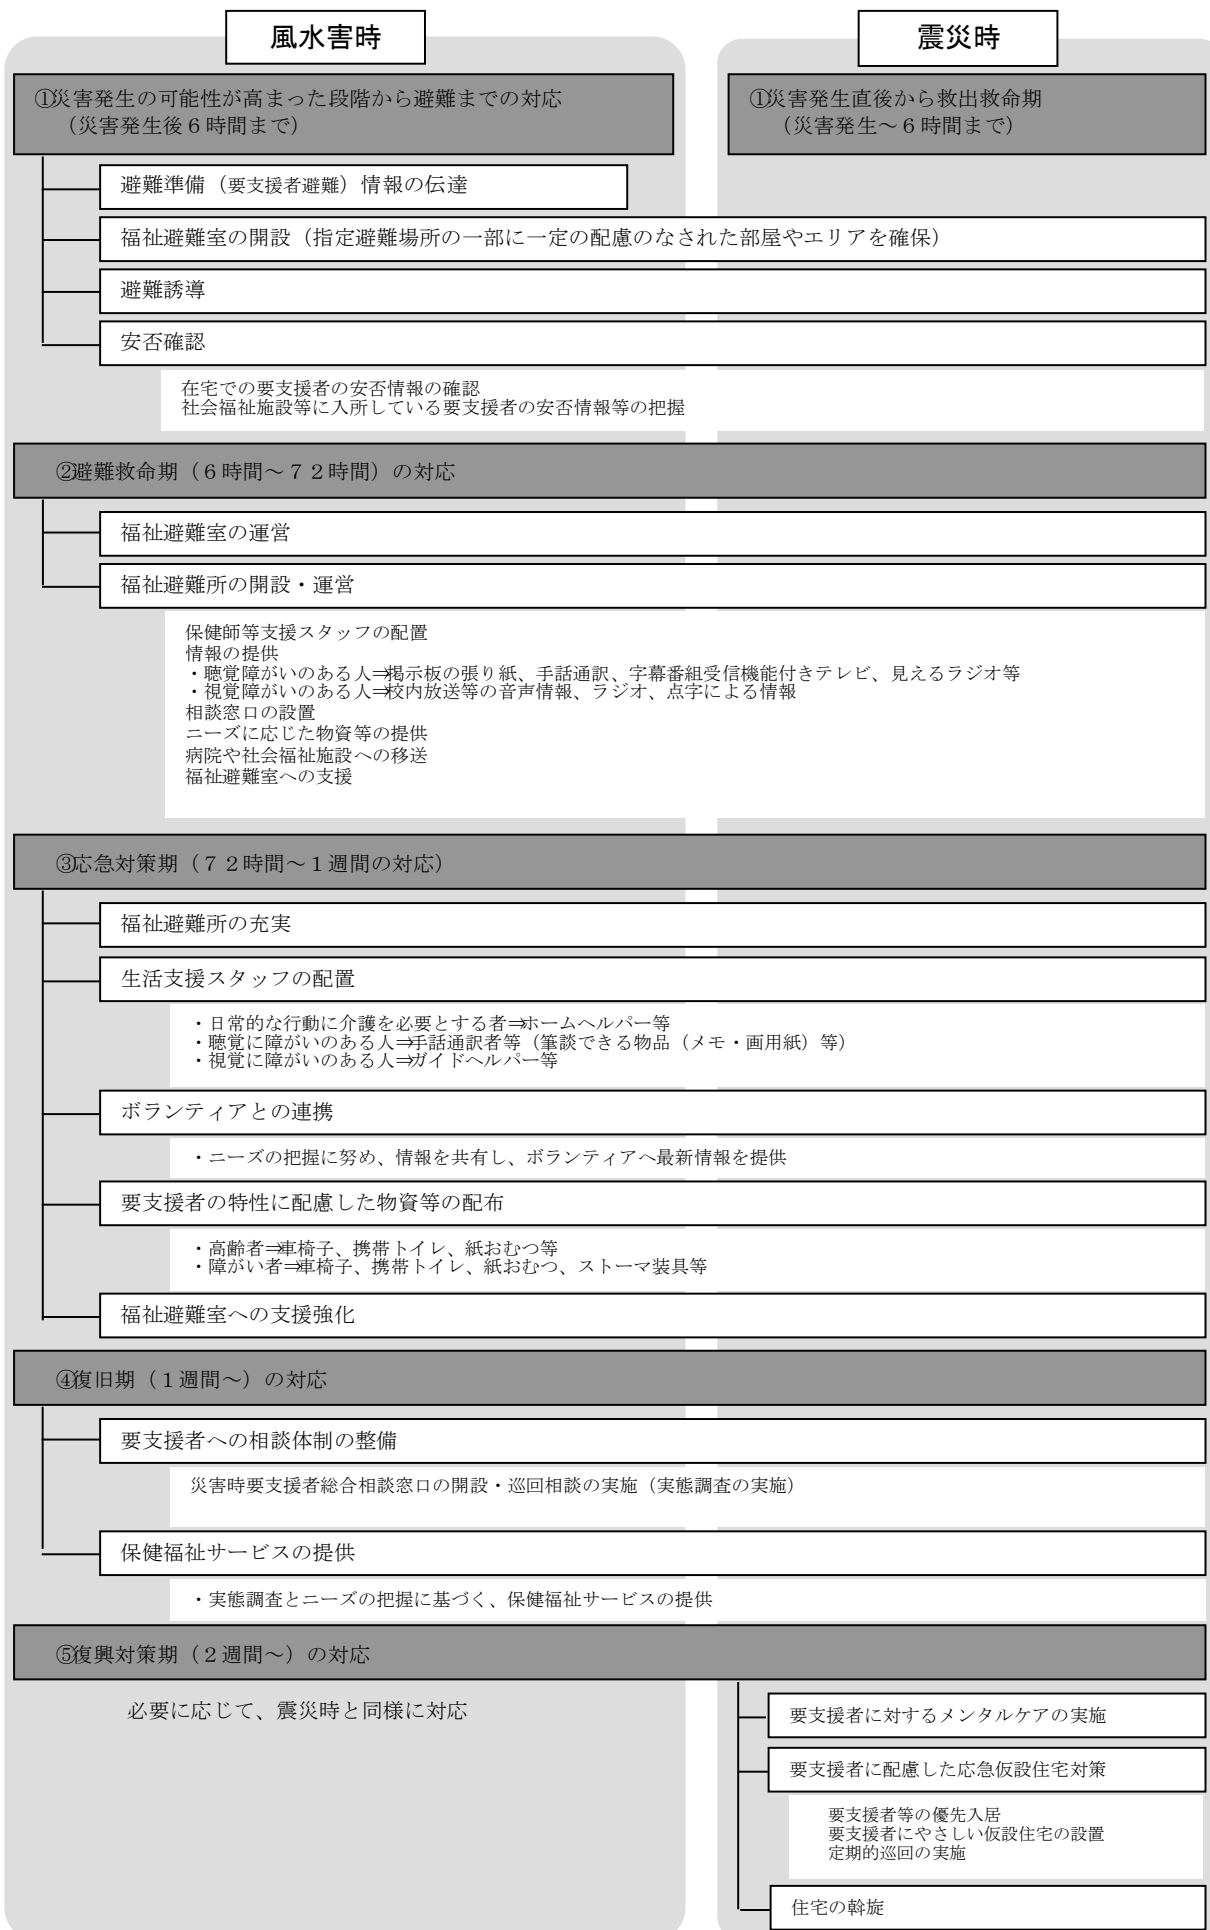 風水害時
震災時
①災害発生の可能性が高まった段階から避難までの対応
（災害発生後６時間まで）
①災害発生直後から救出救命期
（災害発生～６時間まで）
避難準備（要支援者避難）情報の伝達
福祉避難室の開設（指定避難場所の一部に一定の配慮のなされた部屋やエリアを確保）
避難誘導
安否確認
在宅での要支援者の安否情報の確認
社会福祉施設等に入所している要支援者の安否情報等の把握
②避難救命期（６時間～７２時間）の対応
福祉避難室の運営
福祉避難所の開設・運営
保健師等支援スタッフの配置
情報の提供
・聴覚障がいのある人⇒掲示板の張り紙、手話通訳、字幕番組受信機能付きテレビ、見えるラジオ等
・視覚障がいのある人⇒校内放送等の音声情報、ラジオ、点字による情報
相談窓口の設置
ニーズに応じた物資等の提供
病院や社会福祉施設への移送
福祉避難室への支援
③応急対策期（７２時間～１週間の対応）
福祉避難所の充実
生活支援スタッフの配置
・日常的な行動に介護を必要とする者⇒ホームヘルパー等
・聴覚に障がいのある人⇒手話通訳者等（筆談できる物品（メモ・画用紙）等）
・視覚に障がいのある人⇒ガイドヘルパー等
ボランティアとの連携
・ニーズの把握に努め、情報を共有し、ボランティアへ最新情報を提供
要支援者の特性に配慮した物資等の配布
・高齢者⇒車椅子、携帯トイレ、紙おむつ等
・障がい者⇒車椅子、携帯トイレ、紙おむつ、ストーマ装具等
福祉避難室への支援強化
④復旧期（１週間～）の対応
要支援者への相談体制の整備
災害時要支援者総合相談窓口の開設・巡回相談の実施（実態調査の実施）
保健福祉サービスの提供
・実態調査とニーズの把握に基づく、保健福祉サービスの提供
⑤復興対策期（２週間～）の対応
必要に応じて、震災時と同様に対応
要支援者に対するメンタルケアの実施
要支援者に配慮した応急仮設住宅対策
要支援者等の優先入居
要支援者にやさしい仮設住宅の設置
定期的巡回の実施
住宅の斡旋